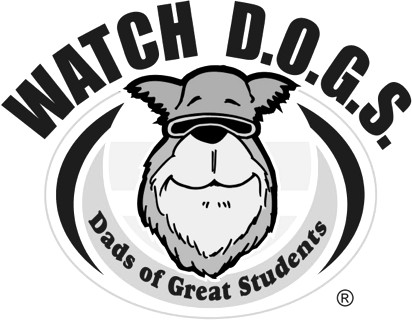 WATCH D.O.G.S.
Dads of Great Students
®